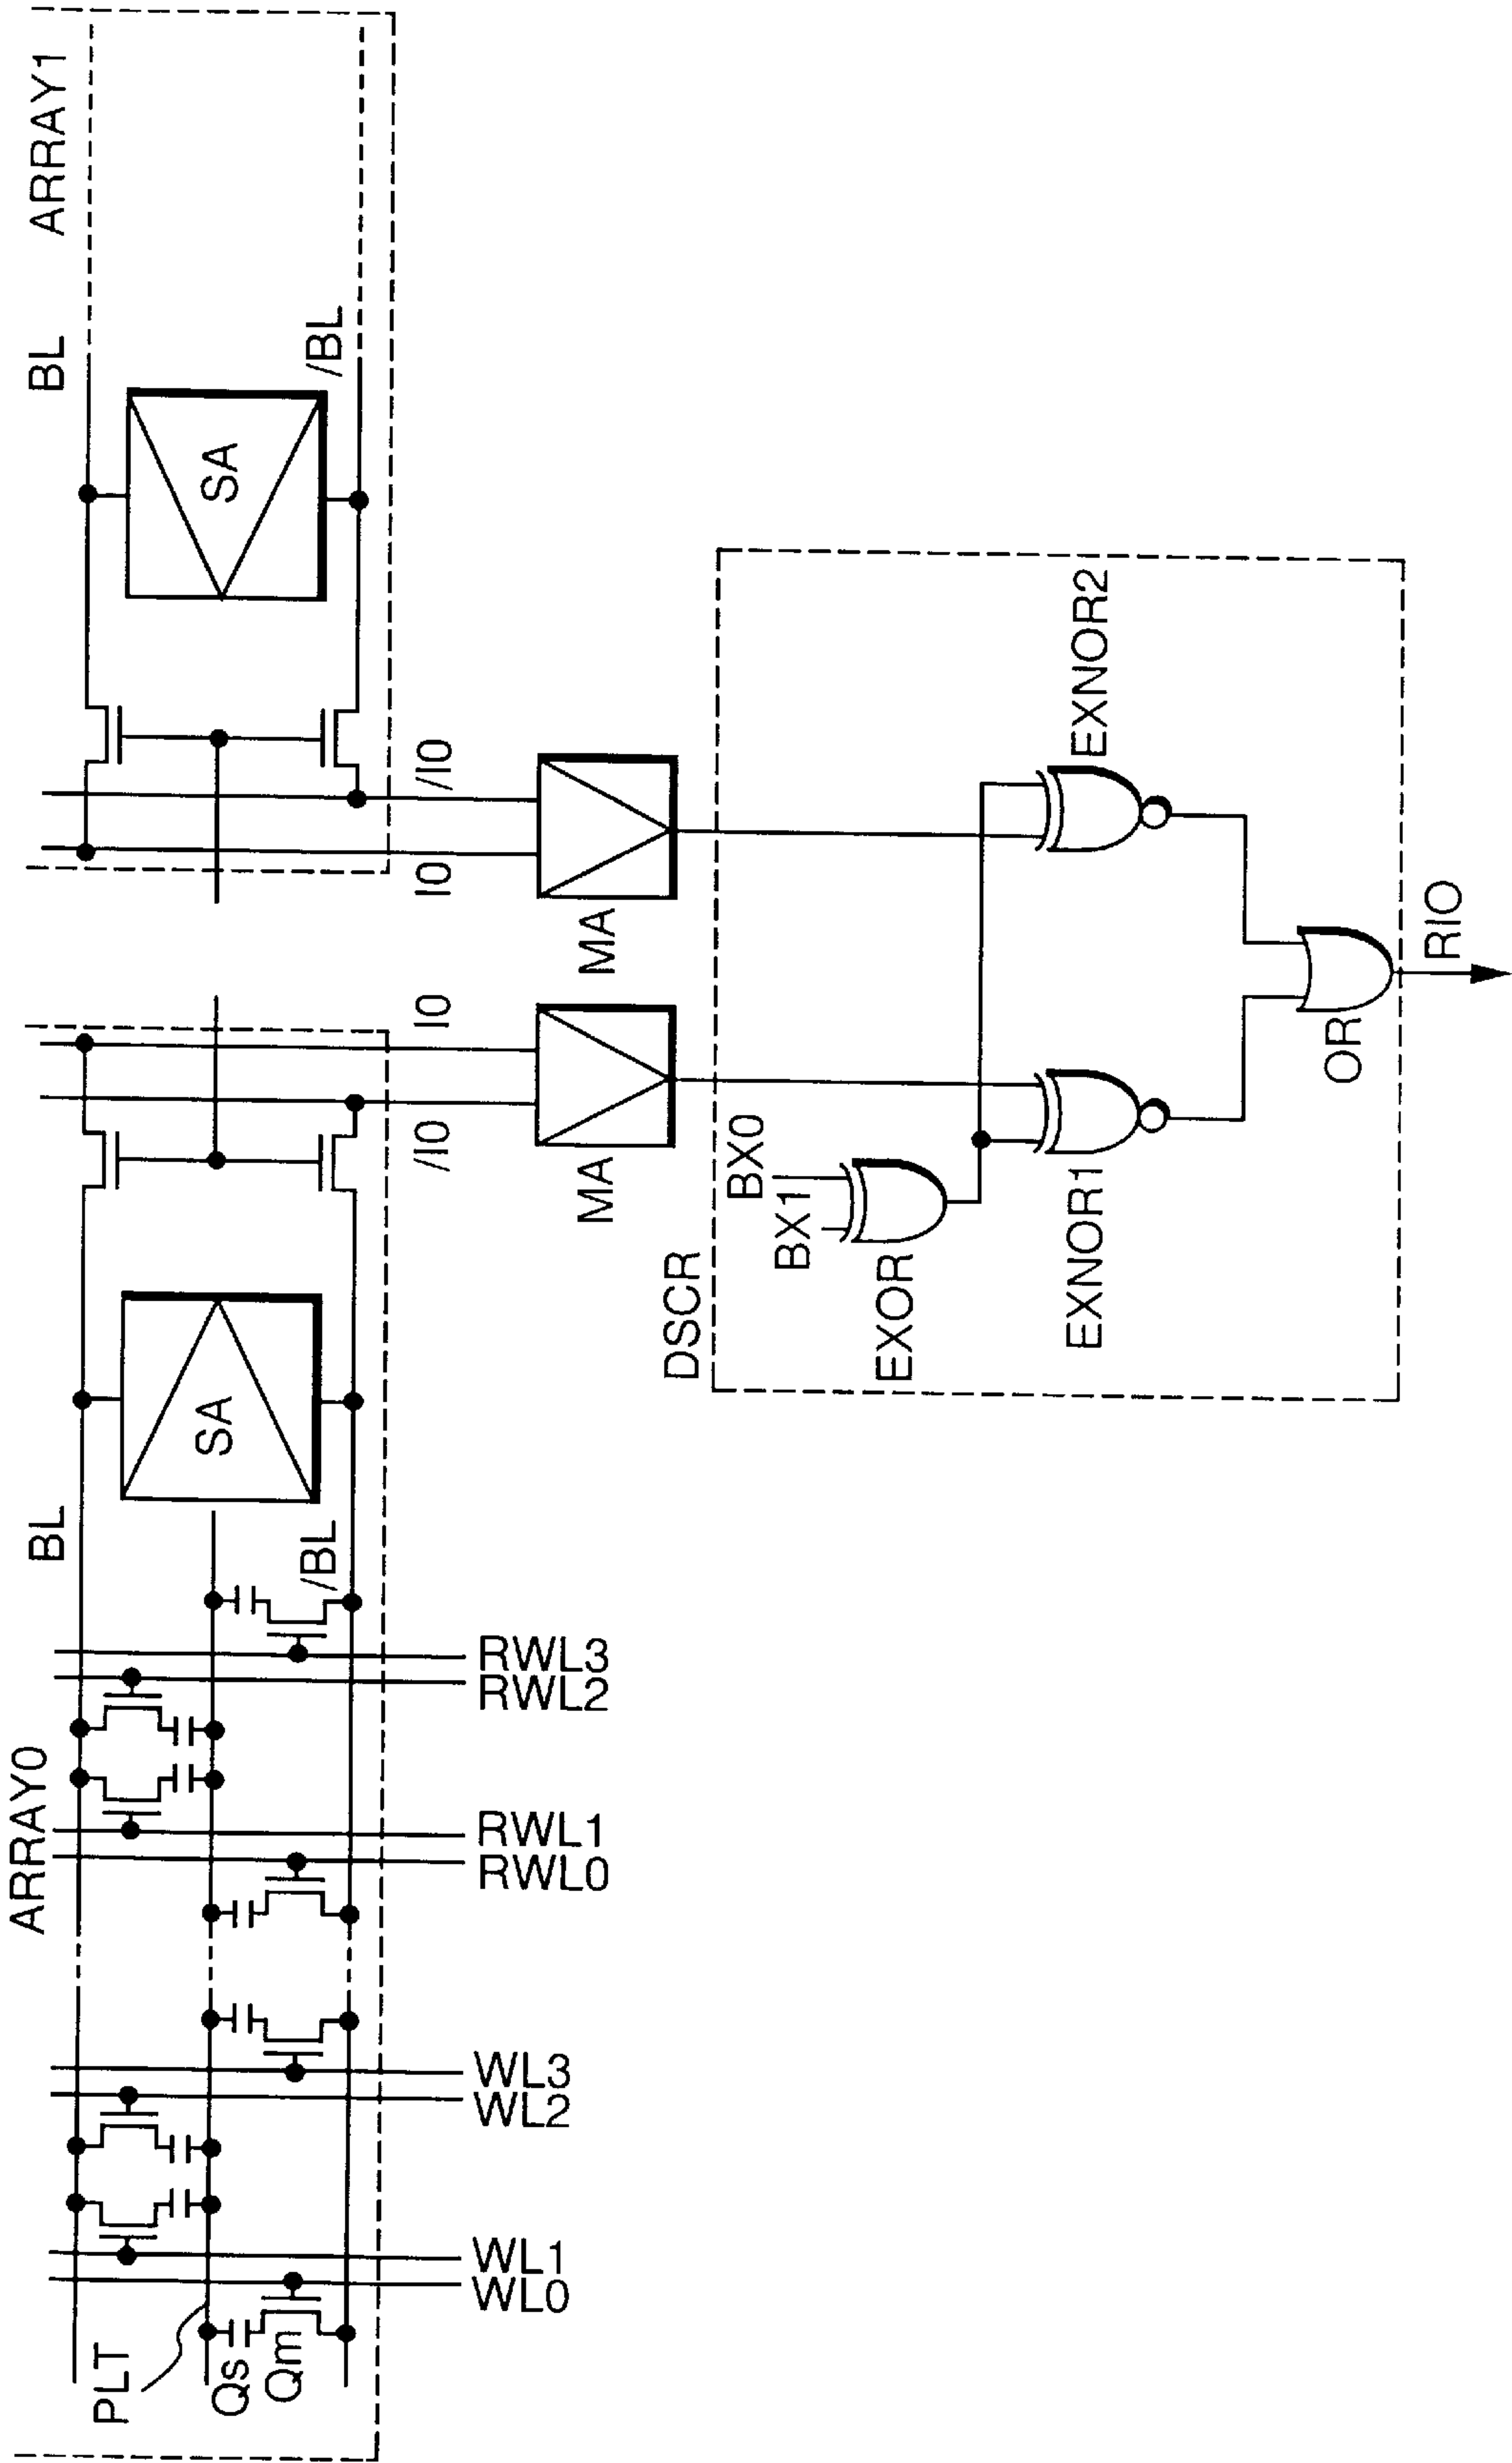 ARRAY0
ARRAY1
BL
BL
PLT
SA
SA
Qs
Qm
/BL
/BL
WL0
WL1
WL2
WL3
RWL0
RWL1
RWL2
RWL3
/IO
IO
IO
/IO
MA
MA
DSCR
BX0
BX1
EXOR
EXNOR1
EXNOR2
OR
RIO